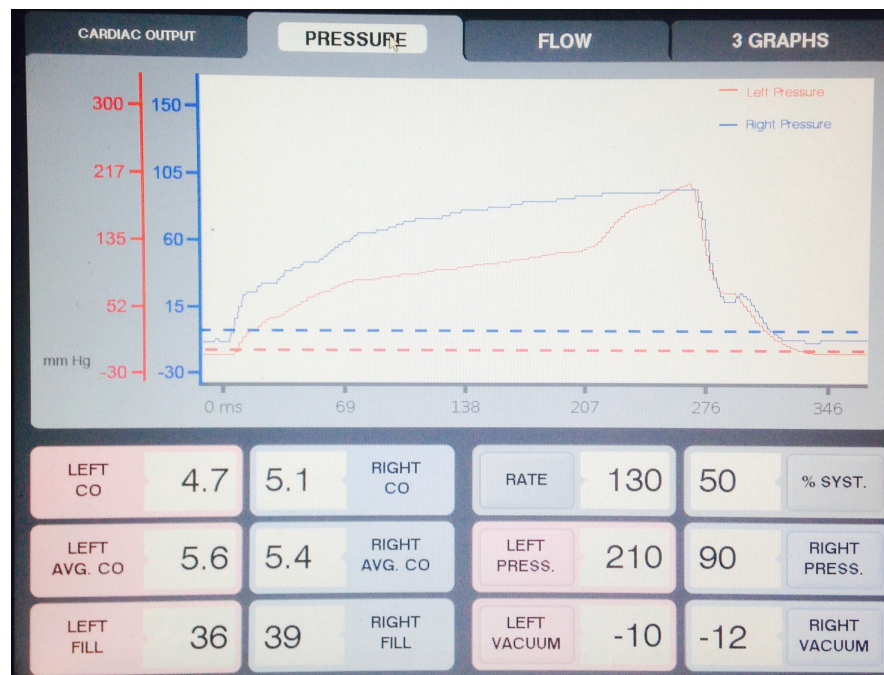 CARDIAC OUTPUT
PRESSURE
FLOW
3 GRAPHS
300
150
Left Pressure
Right Pressure
217
105
135
60
52
15
mm Hg
-30
-30
0 ms
69
138
207
276
346
LEFT
CO
4.7
5.1
RIGHT
CO
RATE
130
50
% SYST.
LEFT
AVG. CO
5.6
5.4
RIGHT
AVG. CO
LEFT
PRESS.
210
90
RIGHT
PRESS.
LEFT
FILL
36
39
RIGHT
FILL
LEFT
VACUUM
-10
-12
RIGHT
VACUUM